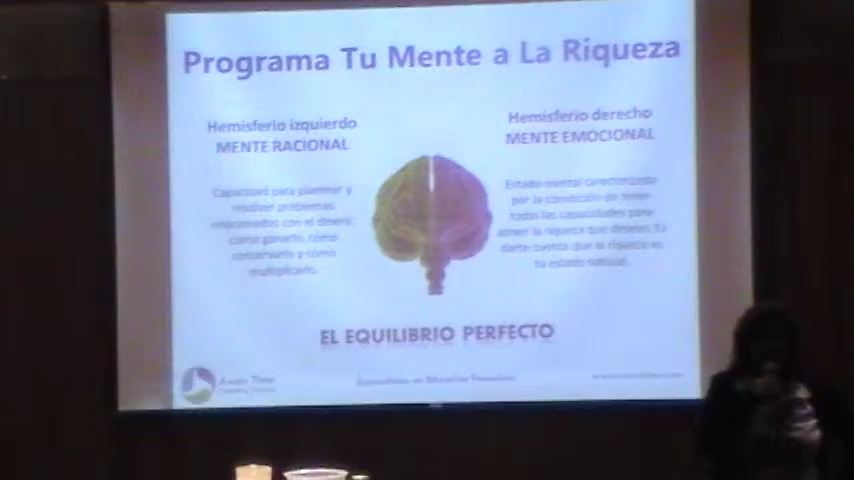 Programa Tu Mente a La Riqueza
Hemisferio izquierdo
MENTE RACIONAL
Capacidad para planear y
resolver problemas
relacionados con el dinero:
como ganarlo, cómo
conservarlo y cómo
multiplicarlo.
Hemisferio derecho
MENTE EMOCIONAL
Estado mental caracterizado
por la convicción de tener
todas las capacidades para
atraer la riqueza que deseas. Es
darte cuenta que la riqueza es
tu estado natural.
EL EQUILIBRIO PERFECTO